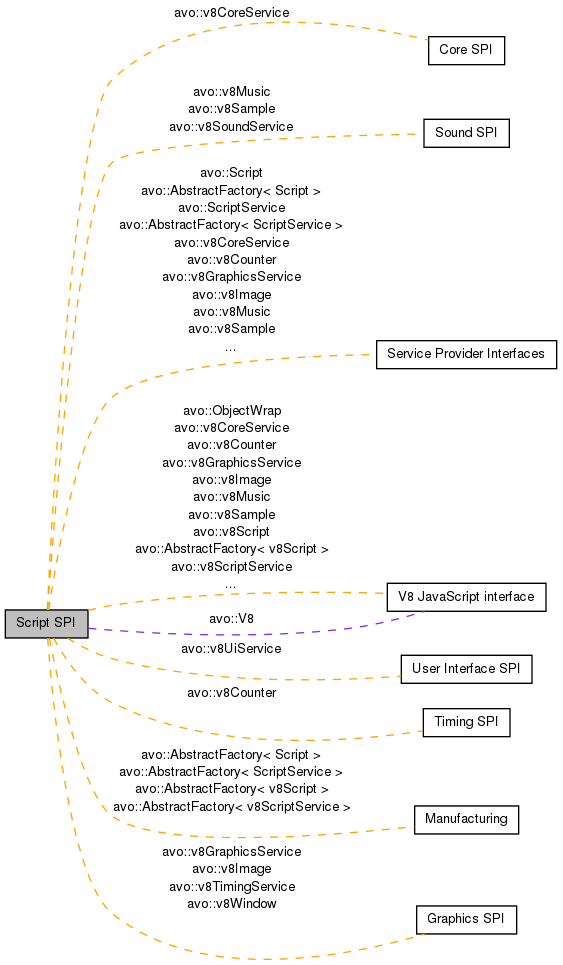 avo::v8CoreService
Core SPI
avo::v8Music
avo::v8Sample
avo::v8SoundService
Sound SPI
avo::Script
avo::AbstractFactory< Script >
avo::ScriptService
avo::AbstractFactory< ScriptService >
avo::v8CoreService
avo::v8Counter
avo::v8GraphicsService
avo::v8Image
avo::v8Music
avo::v8Sample
...
Service Provider Interfaces
avo::ObjectWrap
avo::v8CoreService
avo::v8Counter
avo::v8GraphicsService
avo::v8Image
avo::v8Music
avo::v8Sample
avo::v8Script
avo::AbstractFactory< v8Script >
avo::v8ScriptService
...
V8 JavaScript interface
Script SPI
avo::V8
avo::v8UiService
User Interface SPI
avo::v8Counter
Timing SPI
avo::AbstractFactory< Script >
avo::AbstractFactory< ScriptService >
avo::AbstractFactory< v8Script >
avo::AbstractFactory< v8ScriptService >
Manufacturing
avo::v8GraphicsService
avo::v8Image
avo::v8TimingService
avo::v8Window
Graphics SPI